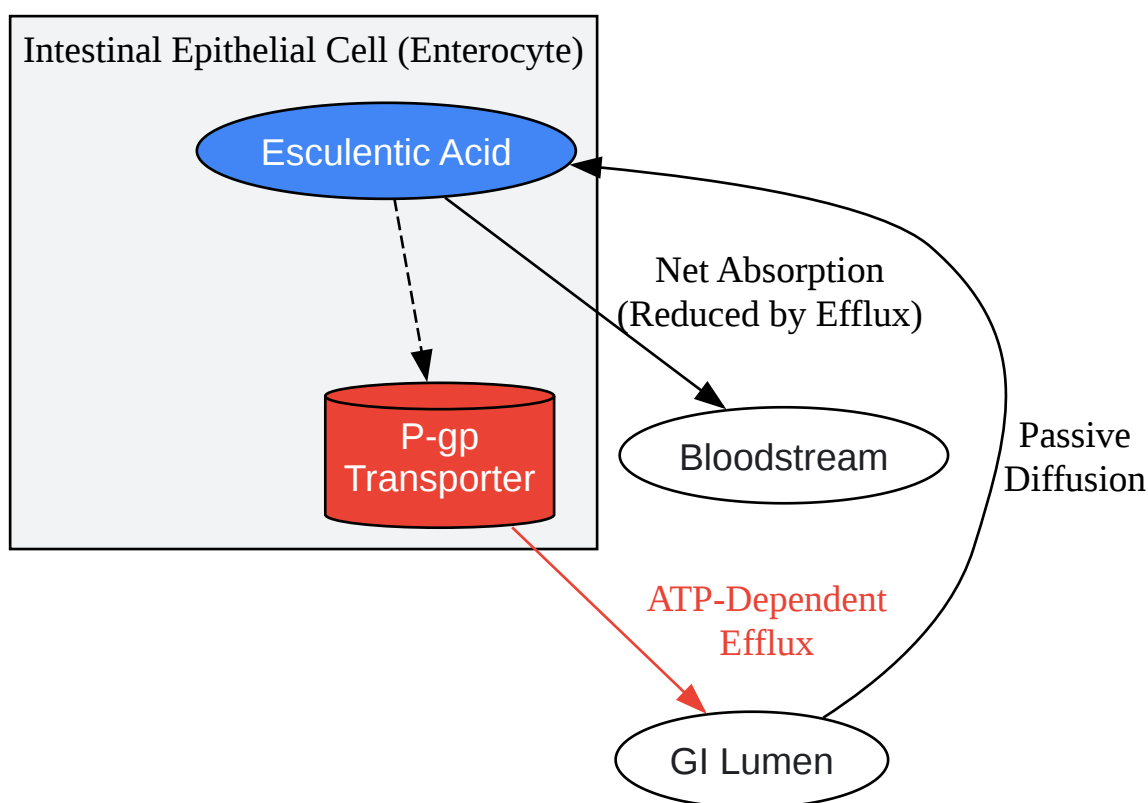 Intestinal Epithelial Cell (Enterocyte)
Esculentic Acid
Net Absorption
(Reduced by Efflux)
P-gp
Transporter
Bloodstream
Passive
Diffusion
ATP-Dependent
Efflux
GI Lumen